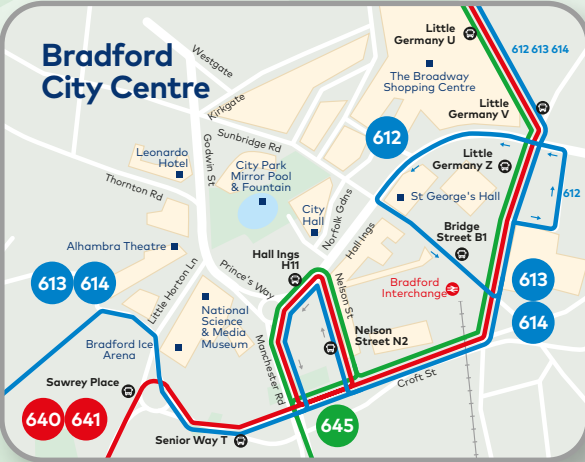 Bradford
City Centre
Little
Germany U
612 613 614
Westgate
The Broadway
Shopping Centre
Kirkgate
Little
Germany V
Sunbridge Rd
612
Leonardo
Hotel
Godwin St
City Park
Mirror Pool
& Fountain
Little
Germany Z
Thornton Rd
St George's Hall
612
City
Hall
Norfolk Gdns
Hall Ings
Bridge
Street B1
Alhambra Theatre
Hall Ings
H11
Prince's Way
Bradford
Interchange
613 614
Little Horton Ln
Nelson St
613
614
National
Science
& Media
Museum
Bradford Ice
Arena
Manchester Rd
Nelson
Street N2
Sawrey Place
Croft St
640 641
645
Senior Way T